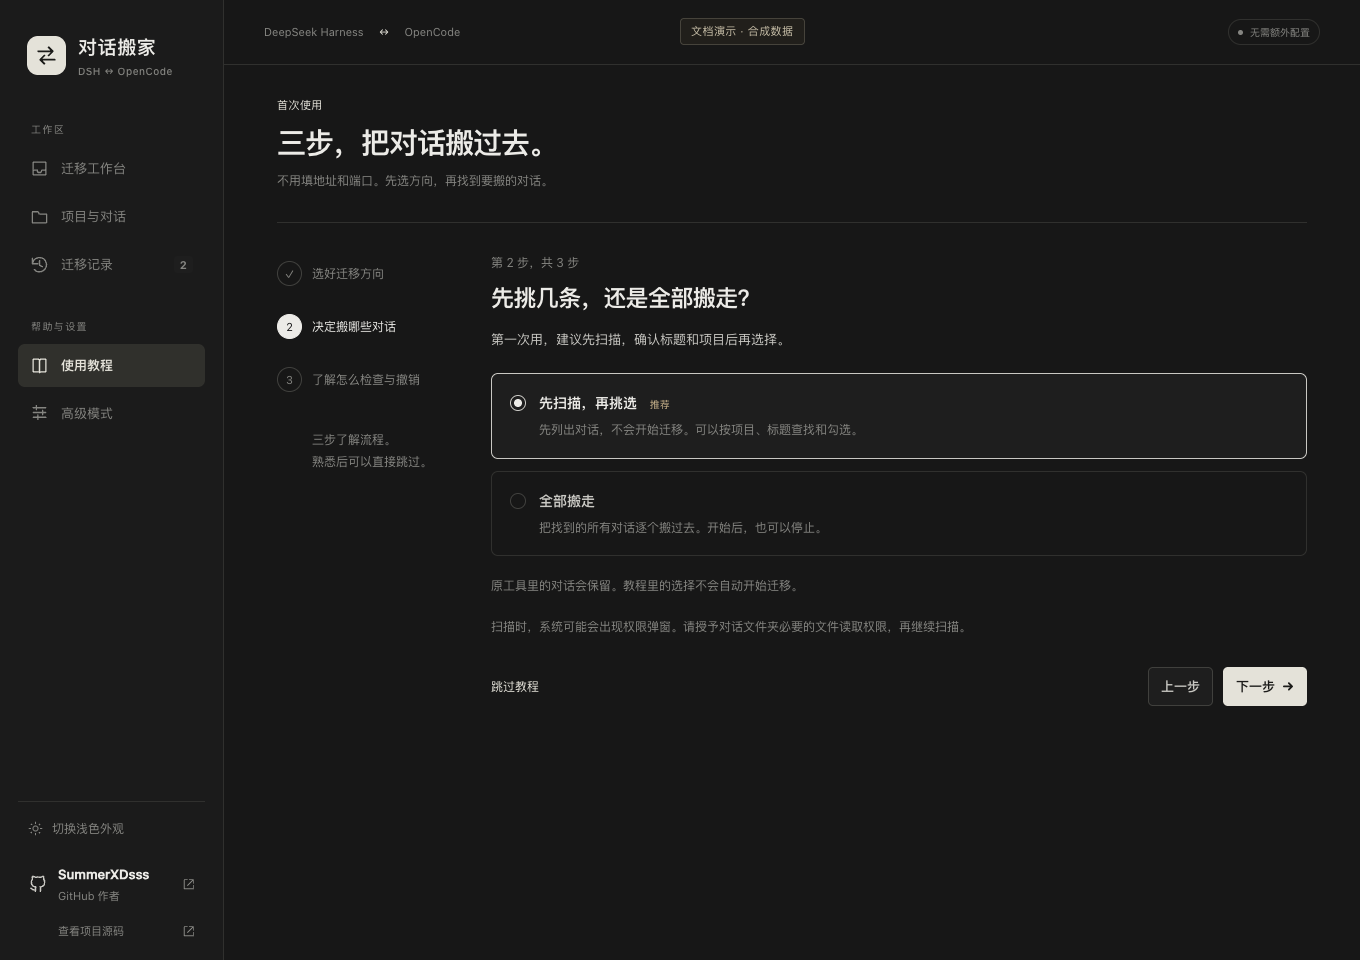 对话搬家
DSH ↔ OpenCode
工作区
迁移工作台
项目与对话
迁移记录
2
帮助与设置
使用教程
高级模式
切换浅色外观
SummerXDsss
GitHub 作者
查看项目源码
DeepSeek Harness ↔ OpenCode
文档演示 · 合成数据
无需额外配置
首次使用
三步，把对话搬过去。
不用填地址和端口。先选方向，再找到要搬的对话。
选好迁移方向
2 决定搬哪些对话
3 了解怎么检查与撤销
三步了解流程。
熟悉后可以直接跳过。
第 2 步，共 3 步
先挑几条，还是全部搬走？
第一次用，建议先扫描，确认标题和项目后再选择。
先扫描，再挑选 推荐
先列出对话，不会开始迁移。可以按项目、标题查找和勾选。
全部搬走
把找到的所有对话逐个搬过去。开始后，也可以停止。
原工具里的对话会保留。教程里的选择不会自动开始迁移。
扫描时，系统可能会出现权限弹窗。请授予对话文件夹必要的文件读取权限，再继续扫描。
跳过教程
上一步
下一步 →